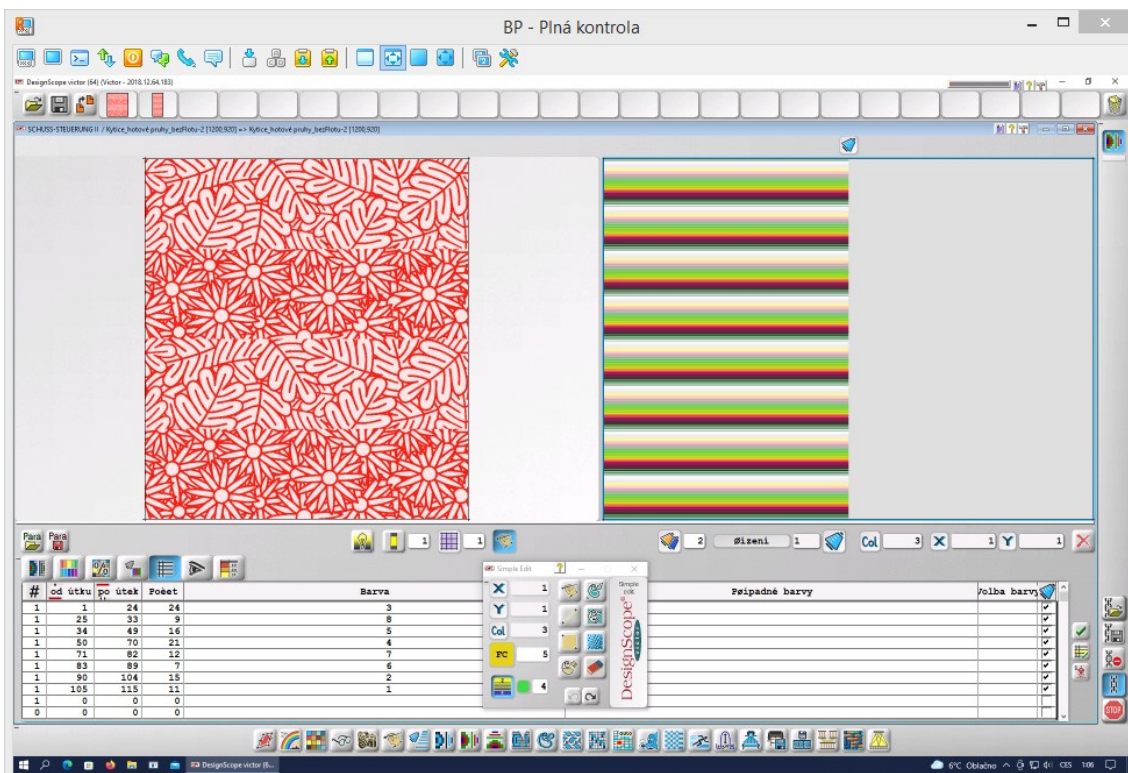 BP - Plná kontrola
DesignScope victor (64) (Victor - 2018.12.64.183)
SCHUSS-STEUERUNG II / Kytice_hotové pruhy_bezFlotu-2 [1200,920] => Kytice_hotové pruhy_bezFlotu-2 [1200,920]
Para Para 1 1 2 Øízení 1 Col 3 X 1 Y 1
# od útku po útek Poèet Barva Pøípadné barvy Volba barvy
1 1 24 24 3
1 25 33 9 8
1 34 49 16 5
1 50 70 21 4
1 71 82 12 7
1 83 89 7 6
1 90 104 15 2
1 105 115 11 1
1 0 0 0
0 0 0 0
Simple Edit
X 1
Y 1
Col 3
FC 5
4
Simple edit
DesignScope® victor
STOP
DesignScope victor (6...
6°C Oblačno CES 1:06